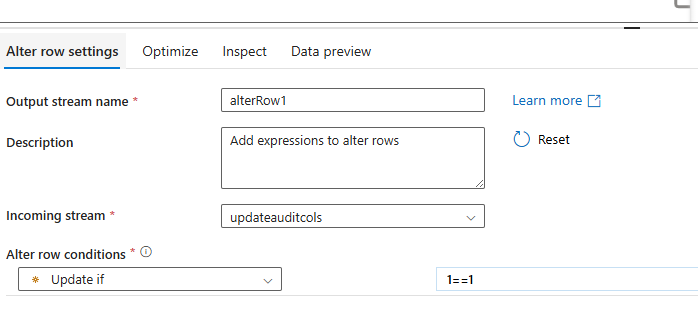 Alter row settings Optimize Inspect Data preview
Output stream name * alterRow1 Learn more
Description Add expressions to alter rows Reset
Incoming stream * updateauditcols
Alter row conditions *
Update if 1==1